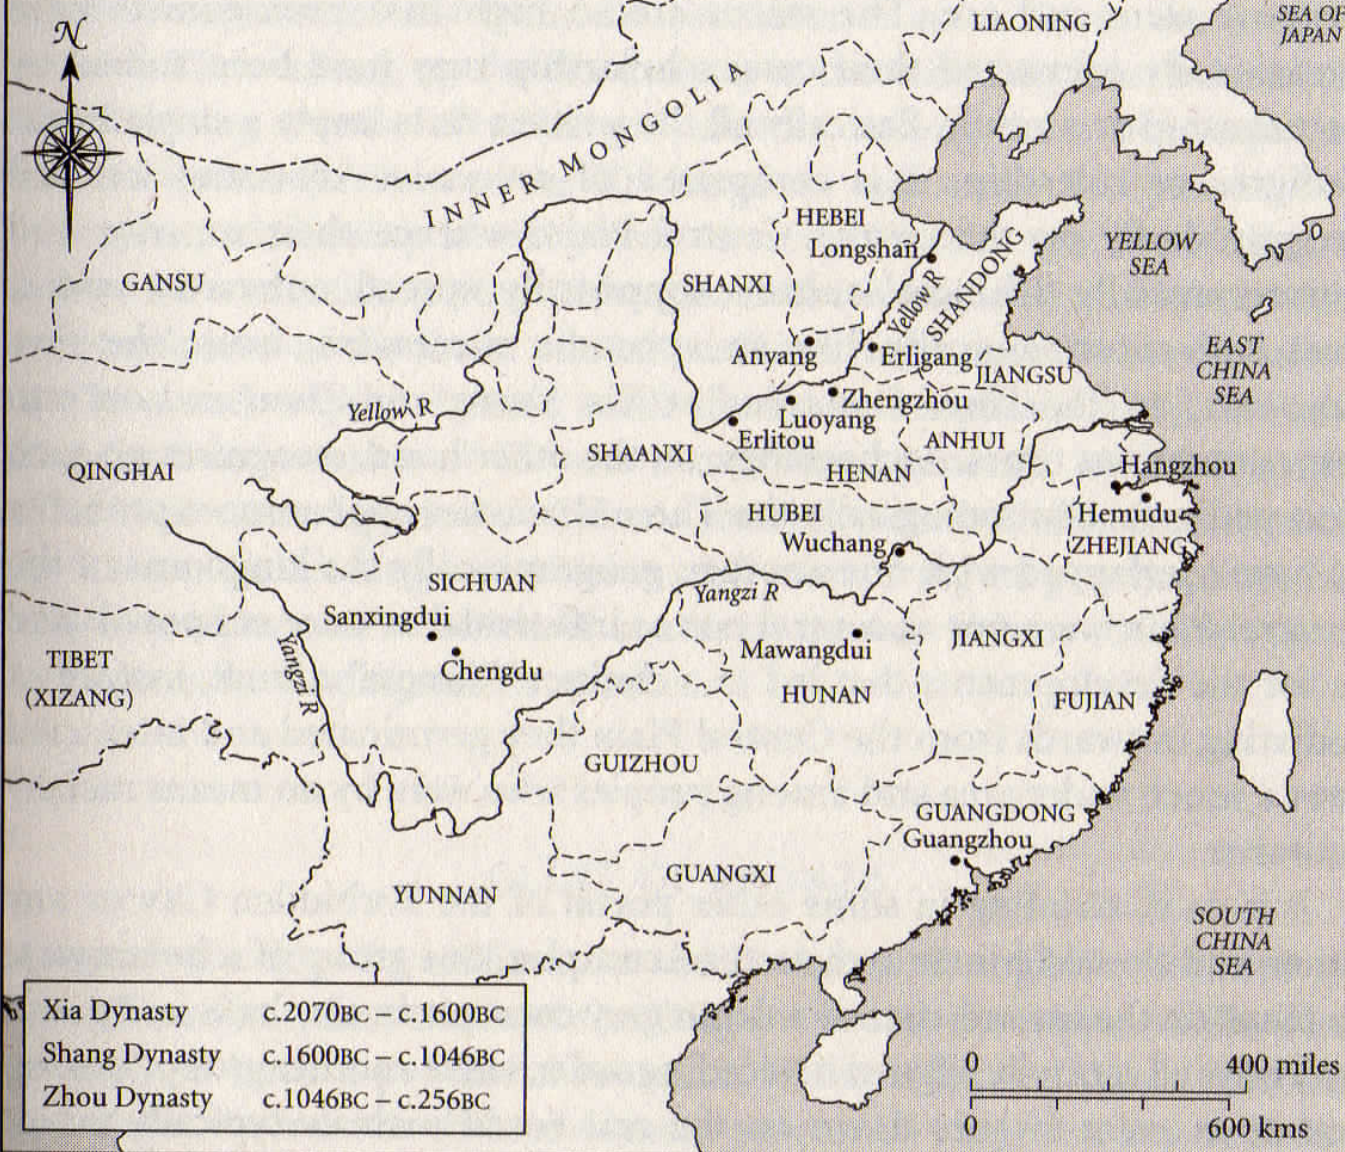 N
LIAONING
SEA OF
JAPAN
INNER MONGOLIA
HEBEI
Longshan
YELLOW
SEA
GANSU
SHANXI
Yellow R
SHANDONG
Anyang
Erligang
JIANGSU
EAST
CHINA
SEA
Yellow R
Zhengzhou
Luoyang
Erlitou
ANHUI
SHAANXI
HENAN
Hangzhou
QINGHAI
HUBEI
Hemudu
Wuchang
ZHEJIANG
SICHUAN
Yangzi R
Sanxingdui
Yangzi R
Chengdu
Mawangdui
JIANGXI
TIBET
(XIZANG)
HUNAN
FUJIAN
GUIZHOU
GUANGDONG
Guangzhou
GUANGXI
YUNNAN
SOUTH
CHINA
SEA
Xia Dynasty c.2070BC – c.1600BC
Shang Dynasty c.1600BC – c.1046BC
Zhou Dynasty c.1046BC – c.256BC
0 400 miles
0 600 kms